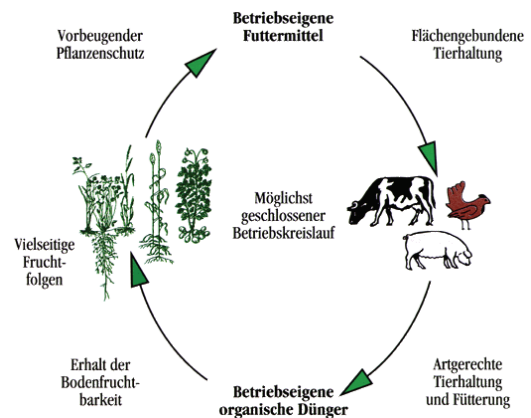 Vorbeugender
Pflanzenschutz
Betriebseigene
Futtermittel
Flächengebundene
Tierhaltung
Möglichst
geschlossener
Betriebskreislauf
Vielseitige
Frucht-
folgen
Erhalt der
Bodenfrucht-
barkeit
Betriebseigene
organische Dünger
Artgerechte
Tierhaltung
und Fütterung